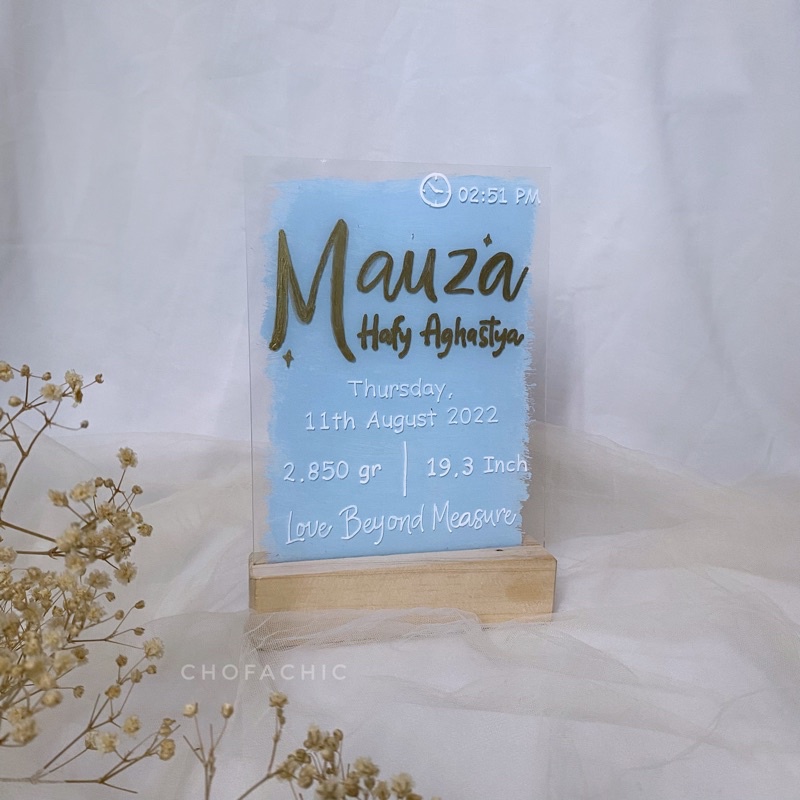 02:51 PM
Mauza
Hafy Aghastya
Thursday,
11th August 2022
2.850 gr | 19.3 Inch
Love Beyond Measure
CHOFACHIC